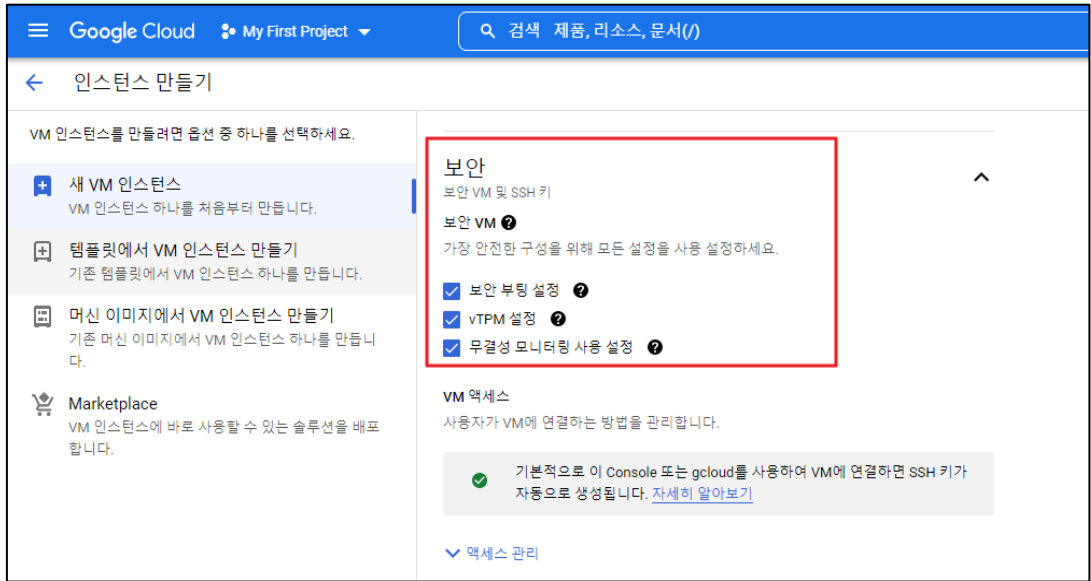 Google Cloud
My First Project
검색 제품, 리소스, 문서(/)
인스턴스 만들기
VM 인스턴스를 만들려면 옵션 중 하나를 선택하세요.
새 VM 인스턴스
VM 인스턴스 하나를 처음부터 만듭니다.
템플릿에서 VM 인스턴스 만들기
기존 템플릿에서 VM 인스턴스 하나를 만듭니다.
머신 이미지에서 VM 인스턴스 만들기
기존 머신 이미지에서 VM 인스턴스 하나를 만듭니
다.
Marketplace
VM 인스턴스에 바로 사용할 수 있는 솔루션을 배포
합니다.
보안
보안 VM 및 SSH 키
보안 VM
가장 안전한 구성을 위해 모든 설정을 사용 설정하세요.
보안 부팅 설정
vTPM 설정
무결성 모니터링 사용 설정
VM 액세스
사용자가 VM에 연결하는 방법을 관리합니다.
기본적으로 이 Console 또는 gcloud를 사용하여 VM에 연결하면 SSH 키가
자동으로 생성됩니다. 자세히 알아보기
액세스 관리